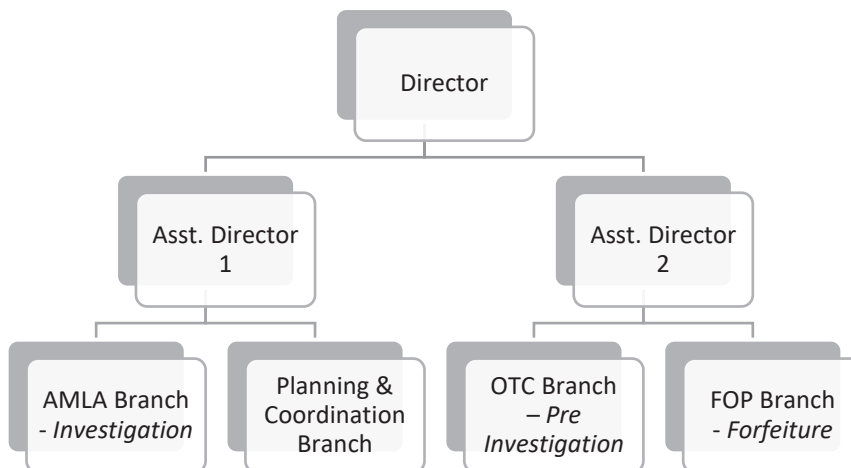 Director
Asst. Director
1
Asst. Director
2
AMLA Branch
- Investigation
Planning &
Coordination
Branch
OTC Branch
– Pre
Investigation
FOP Branch
- Forfeiture